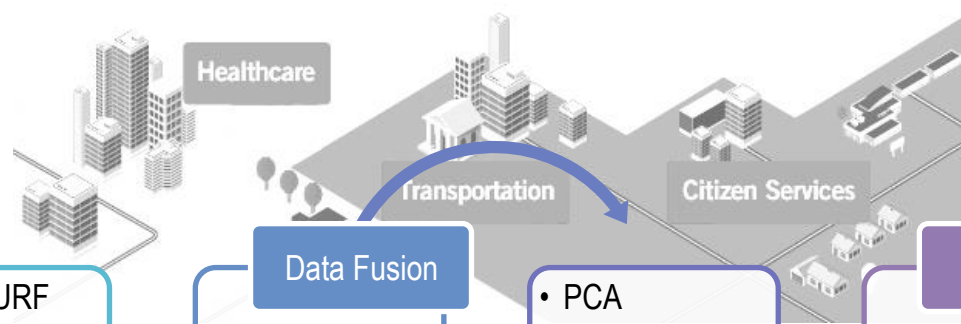 Healthcare
Transportation
Citizen Services
Data Fusion
URF
• PCA